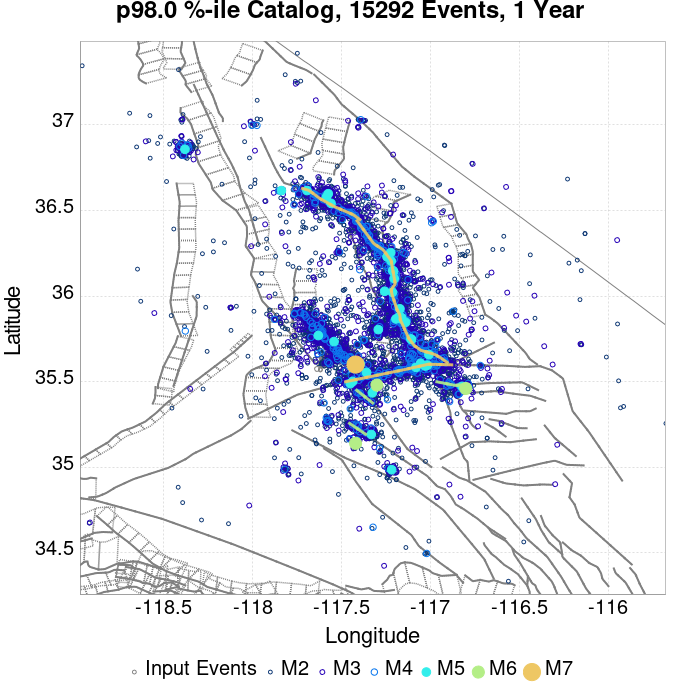 p98.0 %-ile Catalog, 15292 Events, 1 Year
37
36.5
36
35.5
35
34.5
Latitude
-118.5 -118 -117.5 -117 -116.5 -116
Longitude
Input Events M2 M3 M4 M5 M6 M7